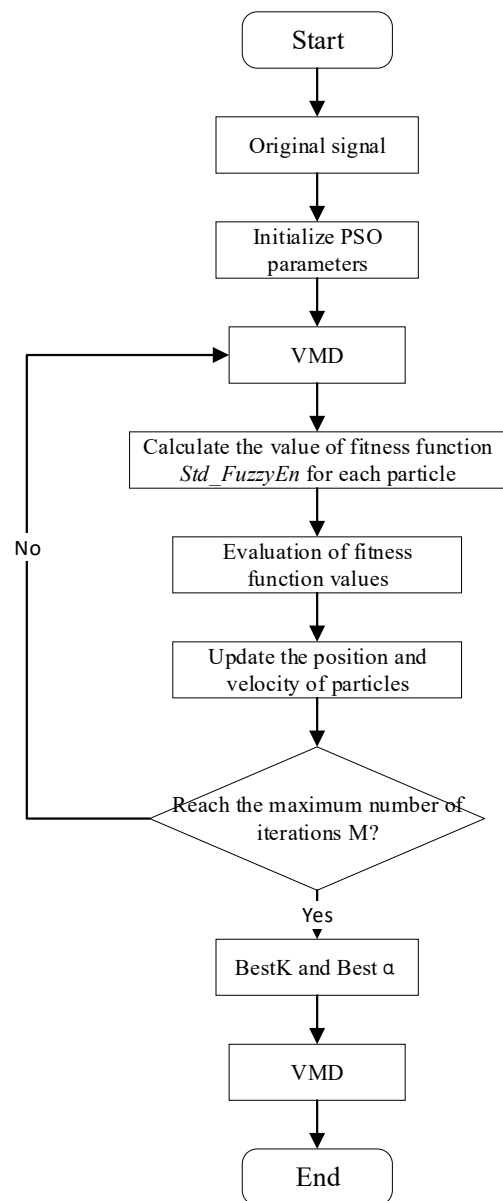 Start
Original signal
Initialize PSO
parameters
VMD
Calculate the value of fitness function
Std_FuzzyEn for each particle
No
Evaluation of fitness
function values
Update the position and
velocity of particles
Reach the maximum number of
iterations M?
Yes
BestK and Best α
VMD
End